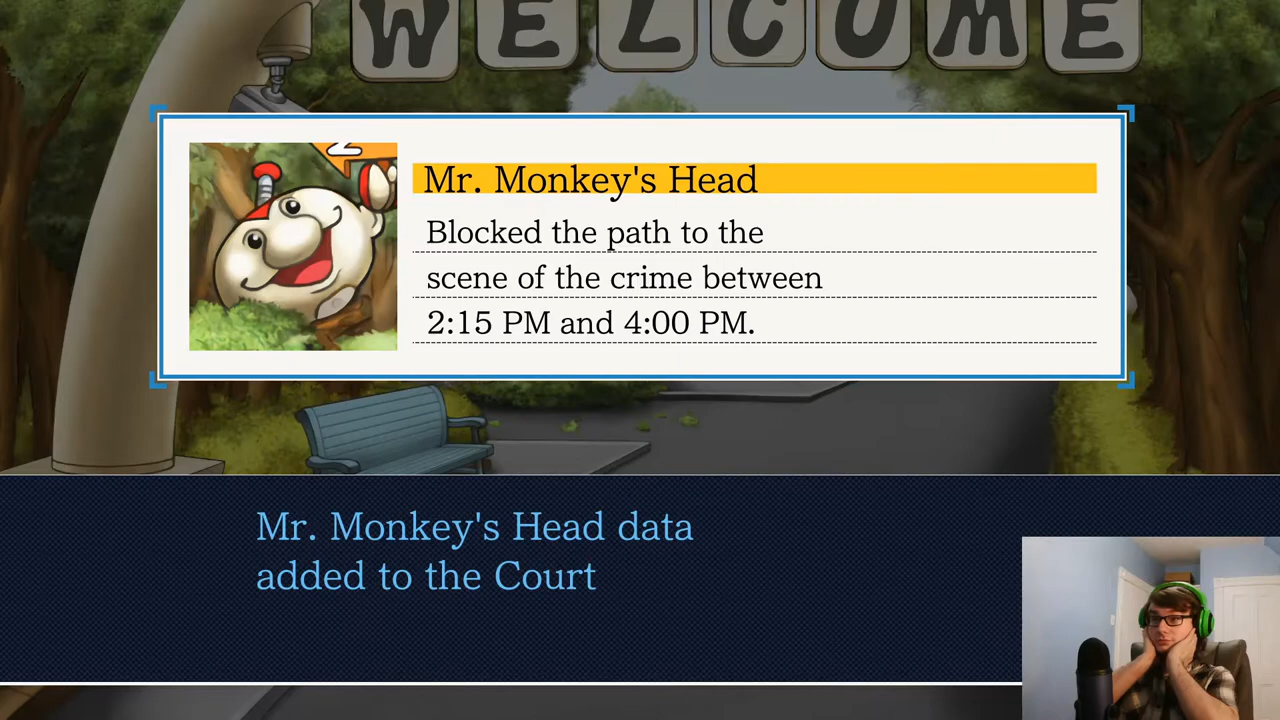 WELCOME
2
Mr. Monkey's Head
Blocked the path to the
scene of the crime between
2:15 PM and 4:00 PM.
Mr. Monkey's Head data
added to the Court